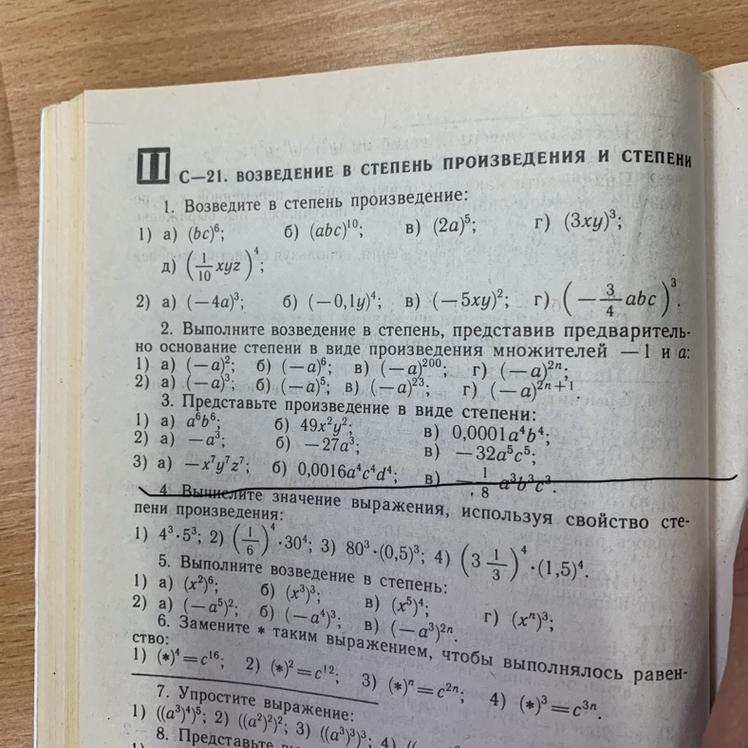 II С—21. ВОЗВЕДЕНИЕ В СТЕПЕНЬ ПРОИЗВЕДЕНИЯ И СТЕПЕНИ
1. Возведите в степень произведение:
1) а) (bc)⁶; б) (abc)¹⁰; в) (2a)⁵; г) (3xy)³;
д) (1/10 xyz)⁴;
2) а) (—4a)³; б) (—0,1y)⁴; в) (—5xy)²; г) (—3/4 abc)³.
2. Выполните возведение в степень, представив предваритель-
но основание степени в виде произведения множителей —1 и a:
1) а) (—a)²; б) (—a)⁶; в) (—a)²⁰⁰; г) (—a)²ⁿ;
2) а) (—a)³; б) (—a)⁵; в) (—a)²³; г) (—a)²ⁿ⁺¹.
3. Представьте произведение в виде степени:
1) а) a⁶b⁶; б) 49x²y²; в) 0,0001a⁴b⁴;
2) а) —a³; б) —27a³; в) —32a⁵c⁵;
3) а) —x⁷y⁷z⁷; б) 0,0016a⁴c⁴d⁴; в) —1/8 a³b³c³.
4. Вычислите значение выражения, используя свойство сте-
пени произведения:
1) 4³·5³; 2) (1/6)⁴·30⁴; 3) 80³·(0,5)³; 4) (3 1/3)⁴·(1,5)⁴.
5. Выполните возведение в степень:
1) а) (x²)⁶; б) (x³)³; в) (x⁵)⁴; г) (xⁿ)³;
2) а) (—a⁵)²; б) (—a⁴)³; в) (—a³)²ⁿ.
6. Замените * таким выражением, чтобы выполнялось равен-
ство:
1) (*)⁴=c¹⁶; 2) (*)²=c¹²; 3) (*)ⁿ=c²ⁿ; 4) (*)³=c³ⁿ.
7. Упростите выражение:
1) ((a³)⁴)⁵; 2) ((a²)²)²; 3) ((a³)³)³; 4) ((
8. Представьте